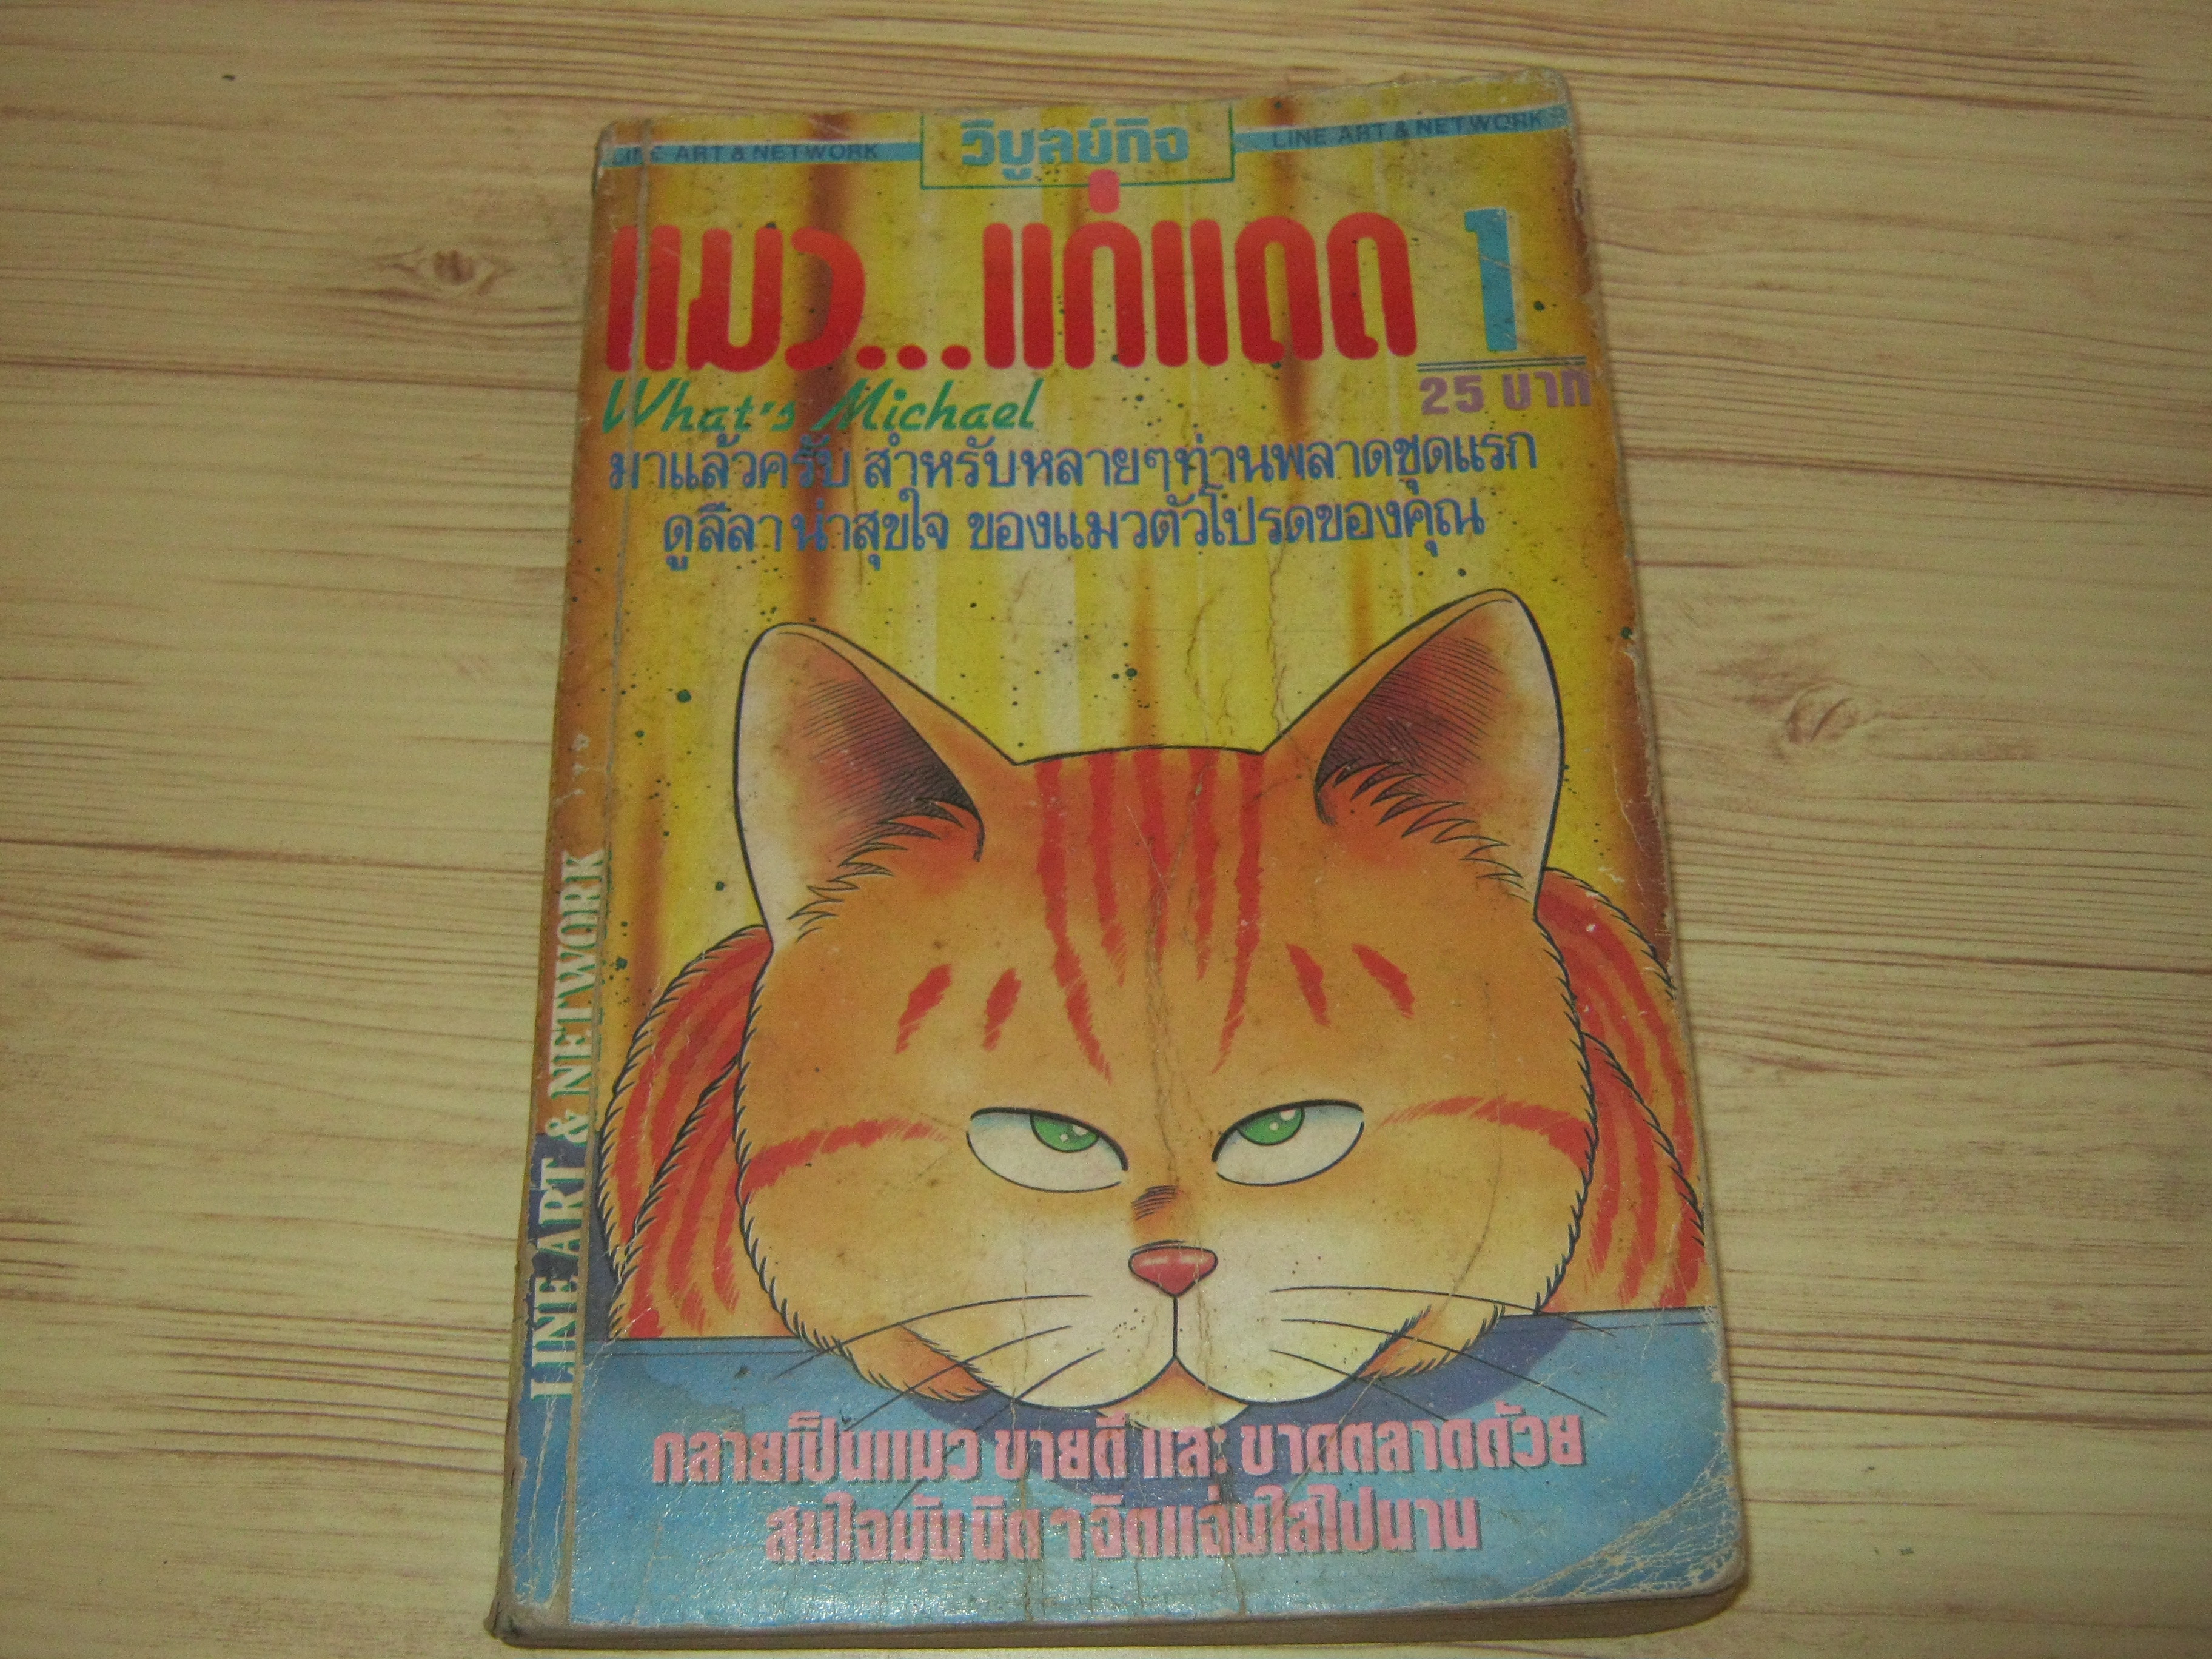 LINE ART & NETWORK วิบูลย์กิจ LINE ART & NETWORK
แมว...แก่แดด 1
What's Michael
25 บาท
มาแล้วครับ สำหรับหลายๆท่านพลาดชุดแรก
ดูลีลาน่าสุขใจ ของแมวตัวโปรดของคุณ
LINE ART & NETWORK
กลายเป็นแมว ขายดี และ ขาดตลาดด้วย
สนใจมันนิด ๆ จิตแจ่มใสไปนาน